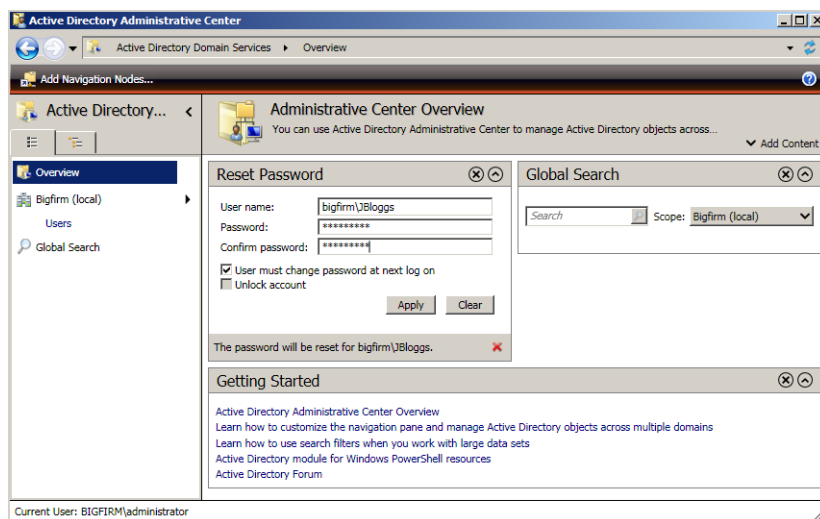 Active Directory Administrative Center
Active Directory Domain Services Overview
Add Navigation Nodes...
Active Directory...
Overview
Bigfirm (local)
Users
Global Search
Administrative Center Overview
You can use Active Directory Administrative Center to manage Active Directory objects across...
Add Content
Reset Password
User name: bigfirm\JBloggs
Password: *********
Confirm password: *********
User must change password at next log on
Unlock account
Apply Clear
The password will be reset for bigfirm\JBloggs.
Global Search
Search Scope: Bigfirm (local)
Getting Started
Active Directory Administrative Center Overview
Learn how to customize the navigation pane and manage Active Directory objects across multiple domains
Learn how to use search filters when you work with large data sets
Active Directory module for Windows PowerShell resources
Active Directory Forum
Current User: BIGFIRM\administrator